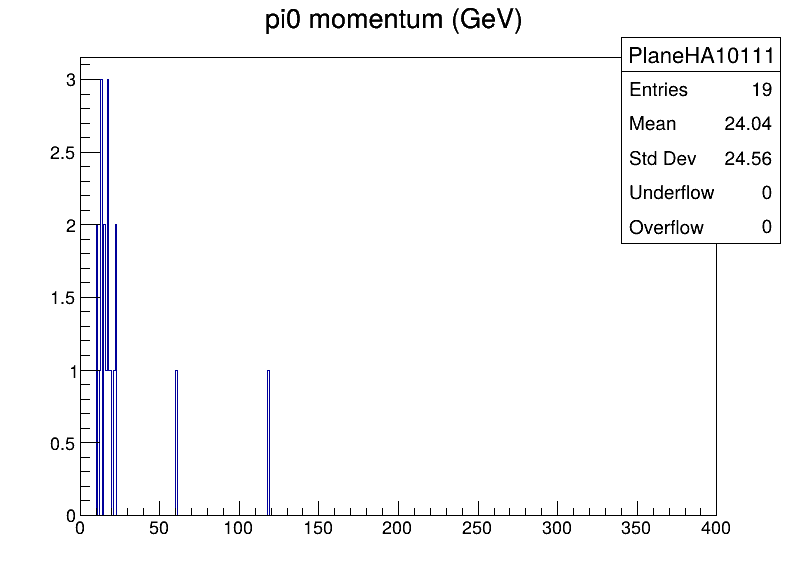 pi0 momentum (GeV)
PlaneHA10111
Entries 19
Mean 24.04
Std Dev 24.56
Underflow 0
Overflow 0
3
2.5
2
1.5
1
0.5
0
0 50 100 150 200 250 300 350 400